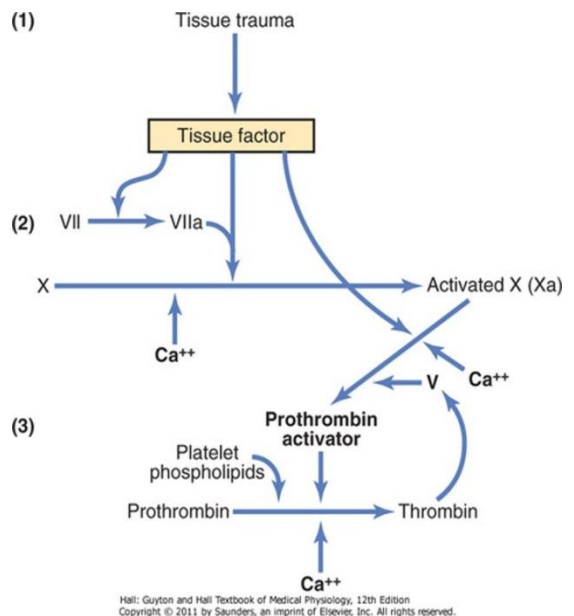 (1) Tissue trauma
Tissue factor
(2) VII VIIa
X Activated X (Xa)
Ca++
V Ca++
(3) Prothrombin
activator
Platelet
phospholipids
Prothrombin Thrombin
Ca++
Hall: Guyton and Hall Textbook of Medical Physiology, 12th Edition
Copyright © 2011 by Saunders, an imprint of Elsevier, Inc. All rights reserved.